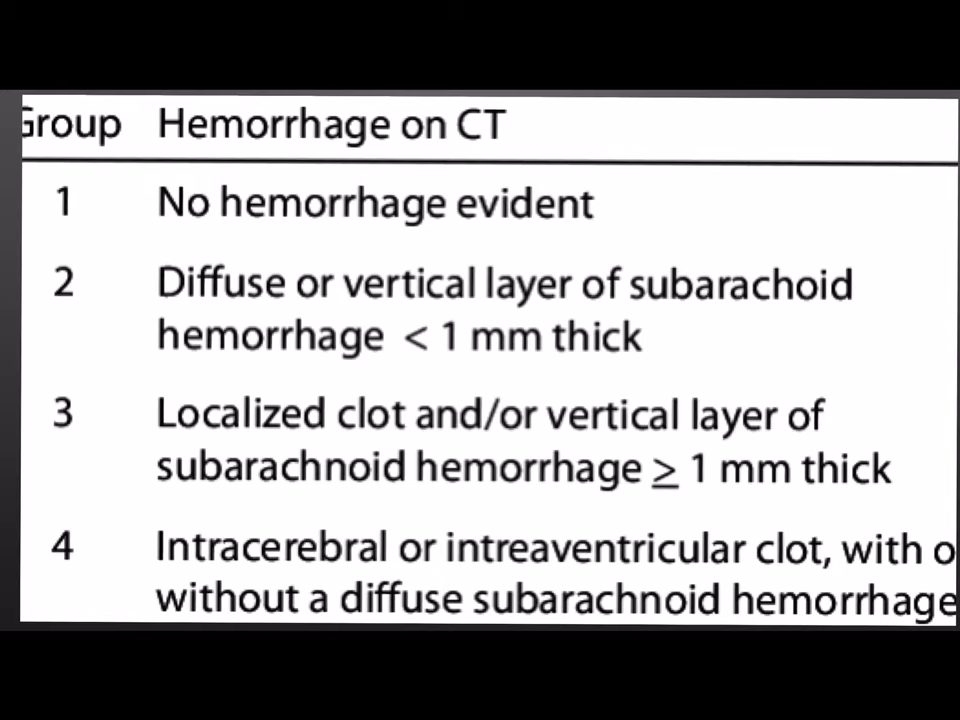 Group Hemorrhage on CT
1 No hemorrhage evident
2 Diffuse or vertical layer of subarachoid
hemorrhage < 1 mm thick
3 Localized clot and/or vertical layer of
subarachnoid hemorrhage ≥ 1 mm thick
4 Intracerebral or intreaventricular clot, with o
without a diffuse subarachnoid hemorrhage